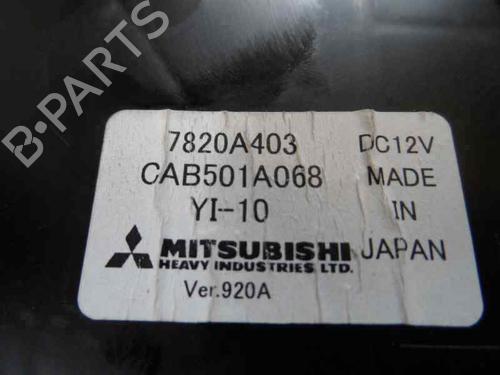 7820A403 DC12V
CAB501A068 MADE
YI-10 IN
MITSUBISHI JAPAN
HEAVY INDUSTRIES LTD.
Ver.920A
B-PARTS